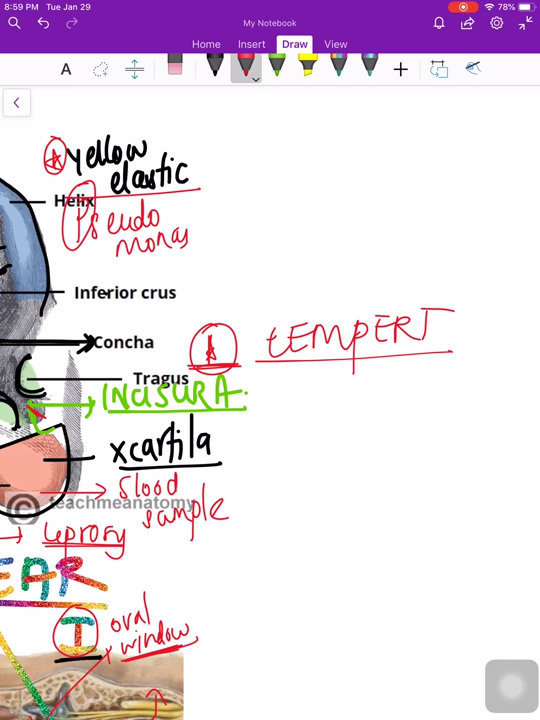 8:59 PM Tue Jan 29
78%
My Notebook
Home Insert Draw View
A
yellow
elastic
Helix
Pseudo
monas
Inferior crus
Concha
TEMPERT
Tragus
INCISURA
xcartila
blood
sample
teachmeanatomy
leprosy
EAR
I
oval
window